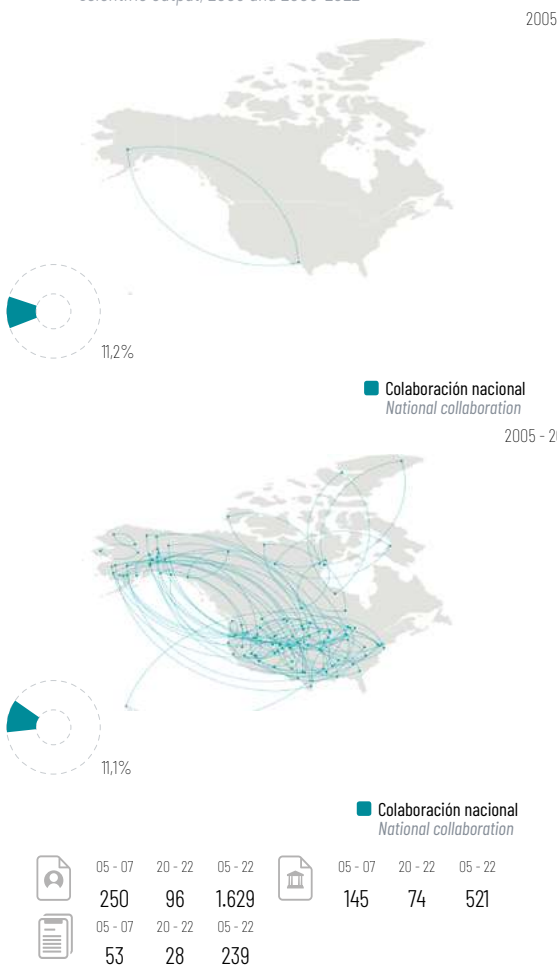 2005
11,2%
Colaboración nacional
National collaboration
2005 - 20
11,1%
Colaboración nacional
National collaboration
05 - 07 20 - 22 05 - 22 05 - 07 20 - 22 05 - 22
250 96 1.629 145 74 521
05 - 07 20 - 22 05 - 22
53 28 239